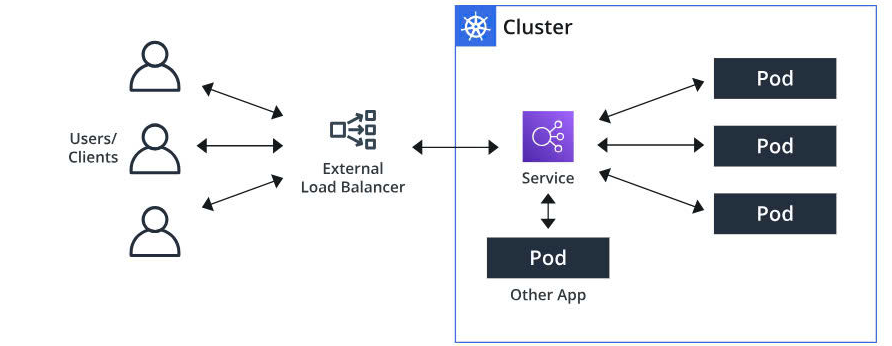 Cluster
Users/
Clients
External
Load Balancer
Service
Pod
Pod
Pod
Pod
Other App